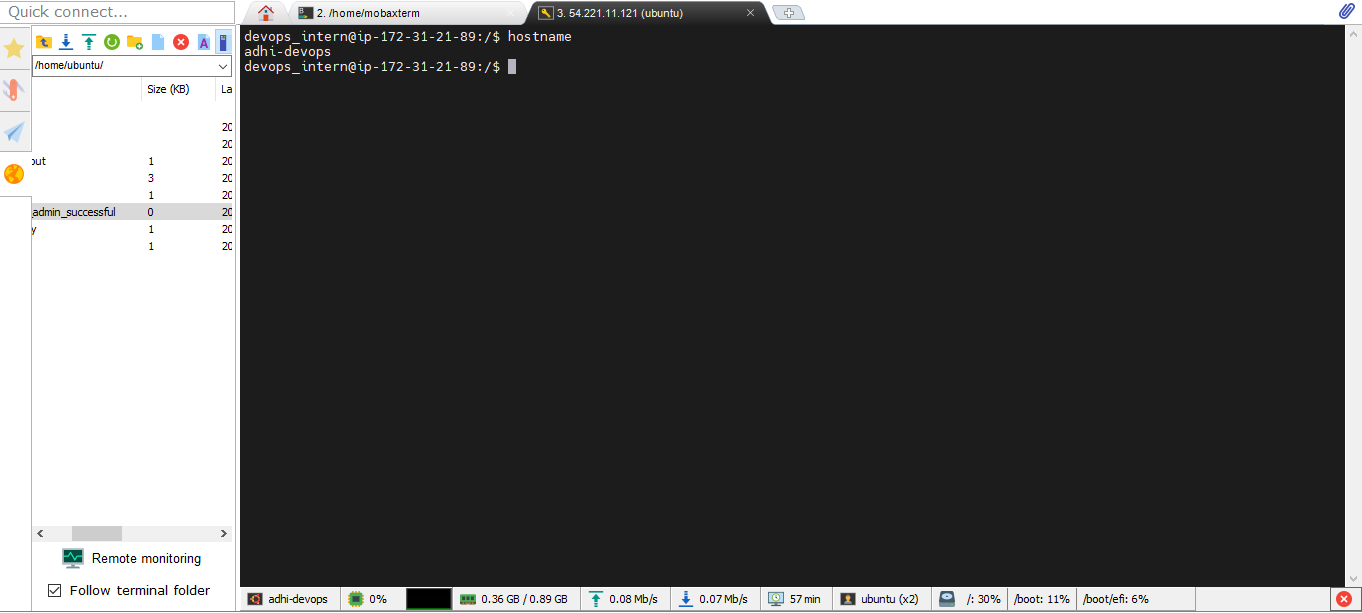 Quick connect...
2. /home/mobaxterm
3. 54.221.11.121 (ubuntu)
/home/ubuntu/
Size (KB)
La
20
20
put 1 20
3 20
1 20
_admin_successful 0 20
y 1 20
1 20
Remote monitoring
Follow terminal folder
devops_intern@ip-172-31-21-89:/$ hostname
adhi-devops
devops_intern@ip-172-31-21-89:/$
adhi-devops 0% 0.36 GB / 0.89 GB 0.08 Mb/s 0.07 Mb/s 57 min ubuntu (x2) /: 30% /boot: 11% /boot/efi: 6%